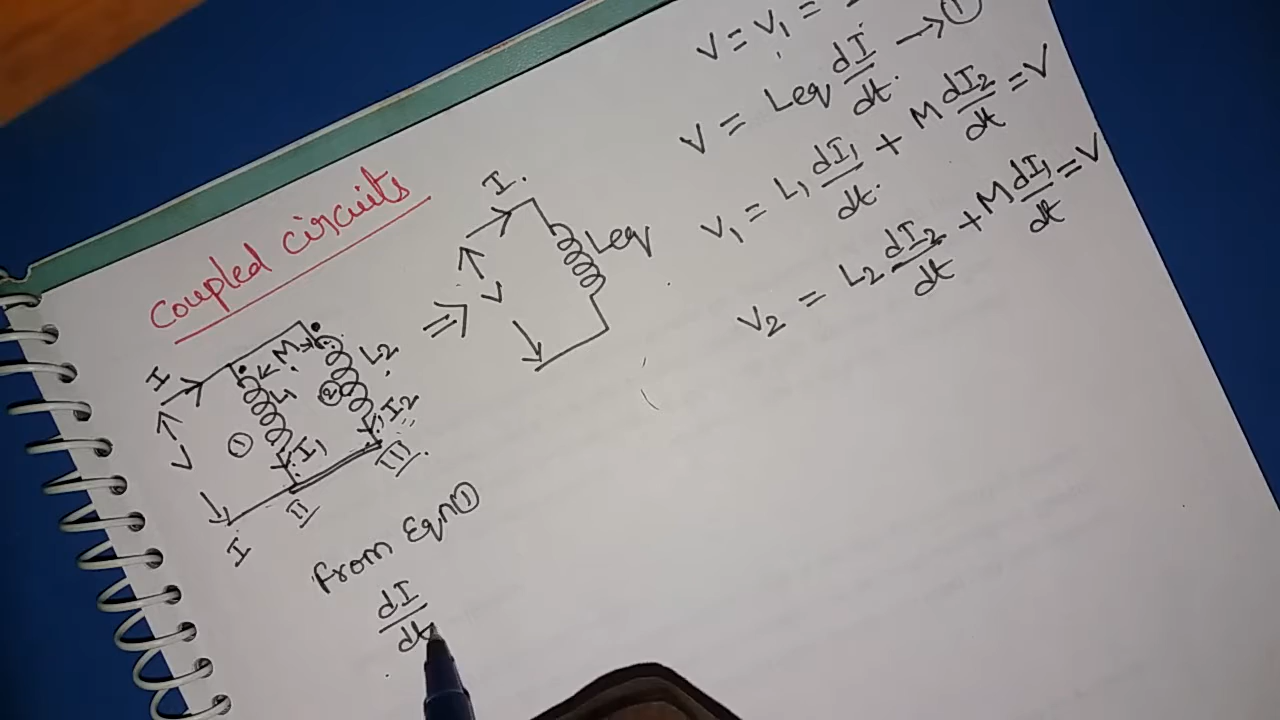 Coupled circuits
I
V
I
M
L1
L2
①
②
I1
I2
II
III
⇒
I.
V
Leq
V = V1 =
V = Leq dI/dt. → ①
V1 = L1 dI1/dt. + M dI2/dt = V
V2 = L2 dI2/dt + M dI1/dt = V
From Eqn ①
dI/dt